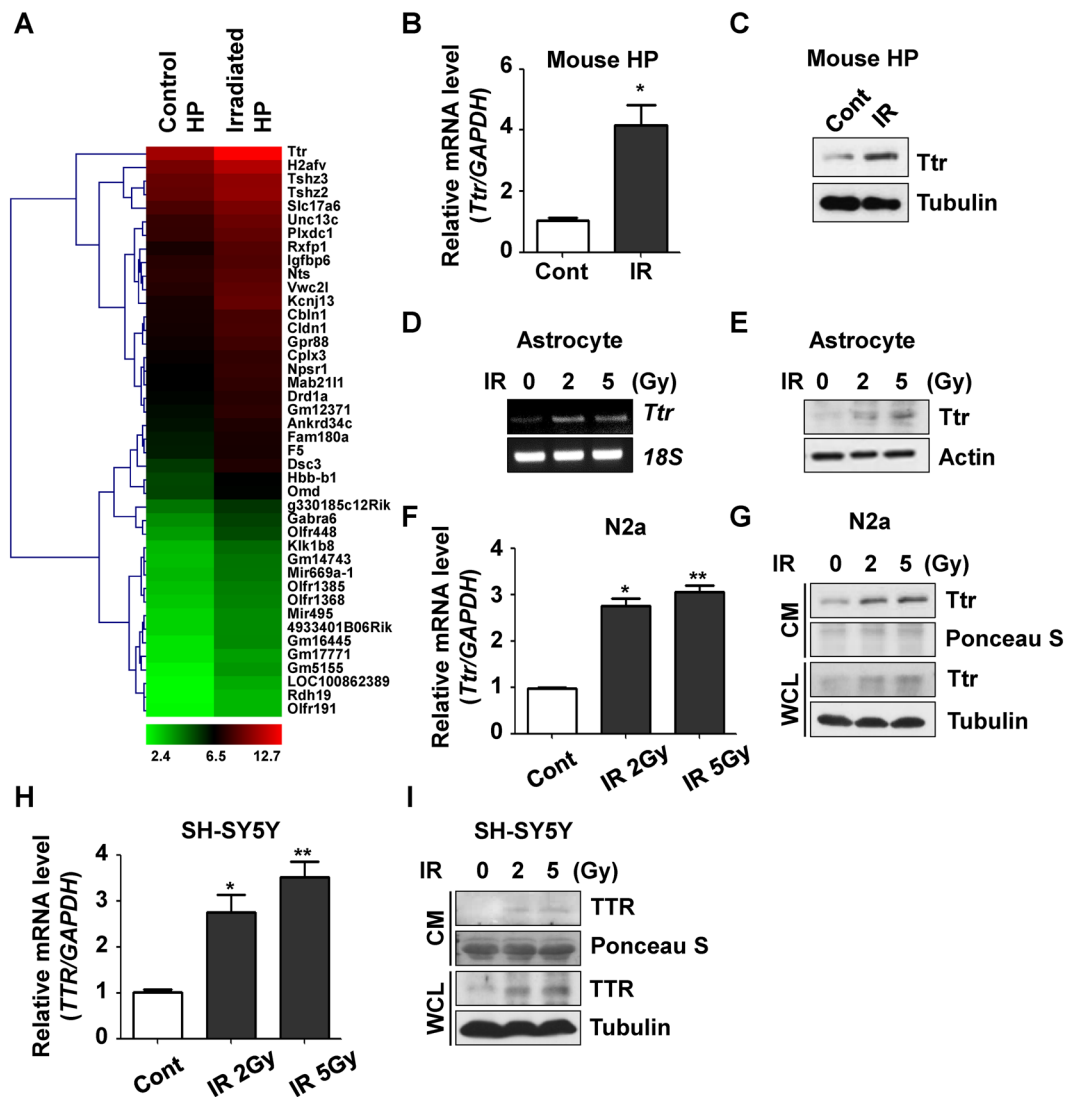 A
Control
HP
Irradiated
HP
Ttr
H2afv
Tshz3
Tshz2
Slc17a6
Unc13c
Plxdc1
Rxfp1
Igfbp6
Nts
Vwc2l
Kcnj13
Cbln1
Cldn1
Gpr88
Cplx3
Npsr1
Mab21l1
Drd1a
Gm12371
Ankrd34c
Fam180a
F5
Dsc3
Hbb-b1
Omd
g330185c12Rik
Gabra6
Olfr448
Klk1b8
Gm14743
Mir669a-1
Olfr1385
Olfr1368
Mir495
4933401B06Rik
Gm16445
Gm17771
Gm5155
LOC100862389
Rdh19
Olfr191
2.4 6.5 12.7
B
Mouse HP
Relative mRNA level
(Ttr/GAPDH)
6
4
2
0
*
Cont IR
C
Mouse HP
Cont IR
Ttr
Tubulin
D
Astrocyte
IR 0 2 5 (Gy)
Ttr
18S
E
Astrocyte
IR 0 2 5 (Gy)
Ttr
Actin
F
N2a
Relative mRNA level
(Ttr/GAPDH)
4
3
2
1
0
* **
Cont IR 2Gy IR 5Gy
G
N2a
IR 0 2 5 (Gy)
CM
Ttr
Ponceau S
WCL
Ttr
Tubulin
H
SH-SY5Y
Relative mRNA level
(TTR/GAPDH)
4
3
2
1
0
* **
Cont IR 2Gy IR 5Gy
I
SH-SY5Y
IR 0 2 5 (Gy)
CM
TTR
Ponceau S
WCL
TTR
Tubulin